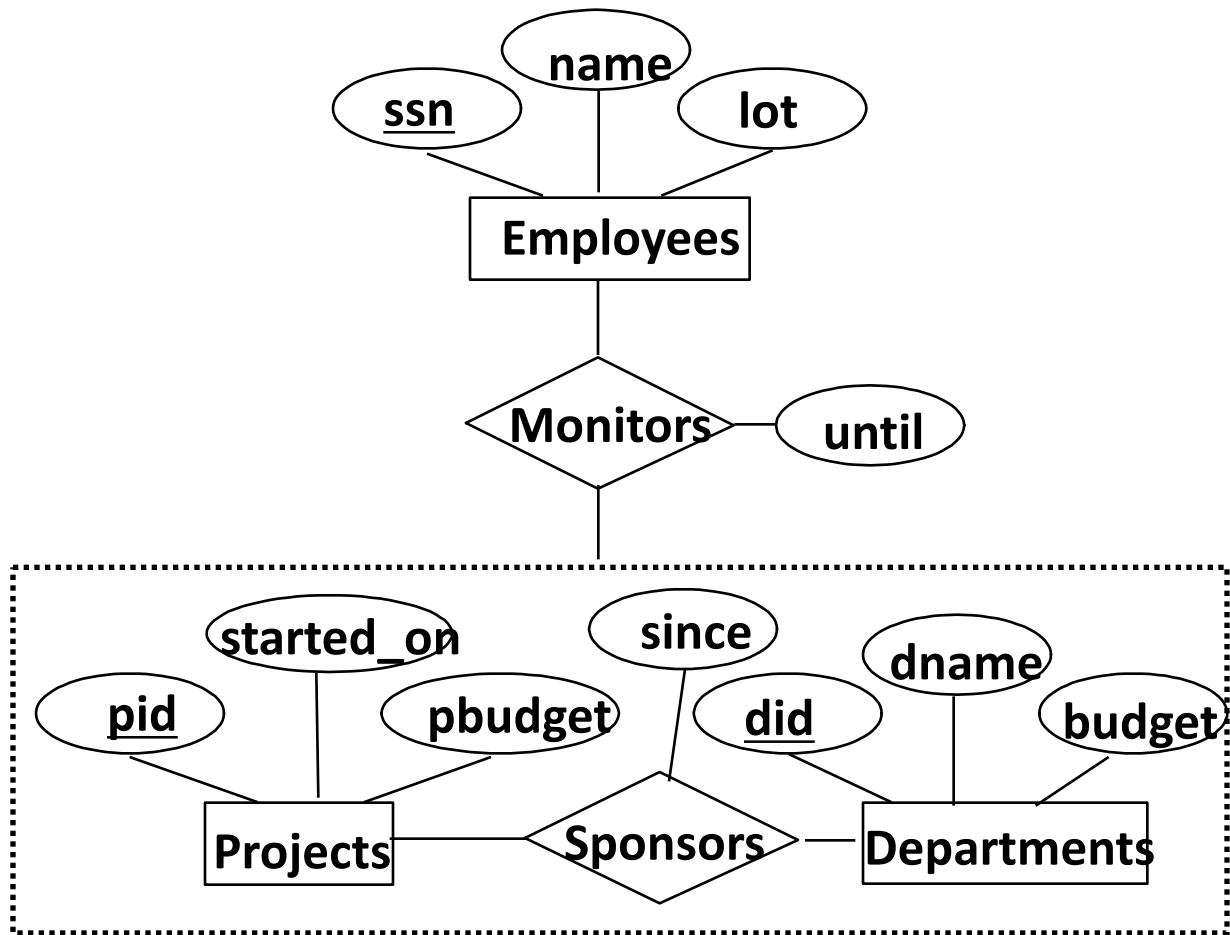 name
ssn
lot
Employees
Monitors
until
started_on
since
dname
pid
pbudget
did
budget
Projects
Sponsors
Departments